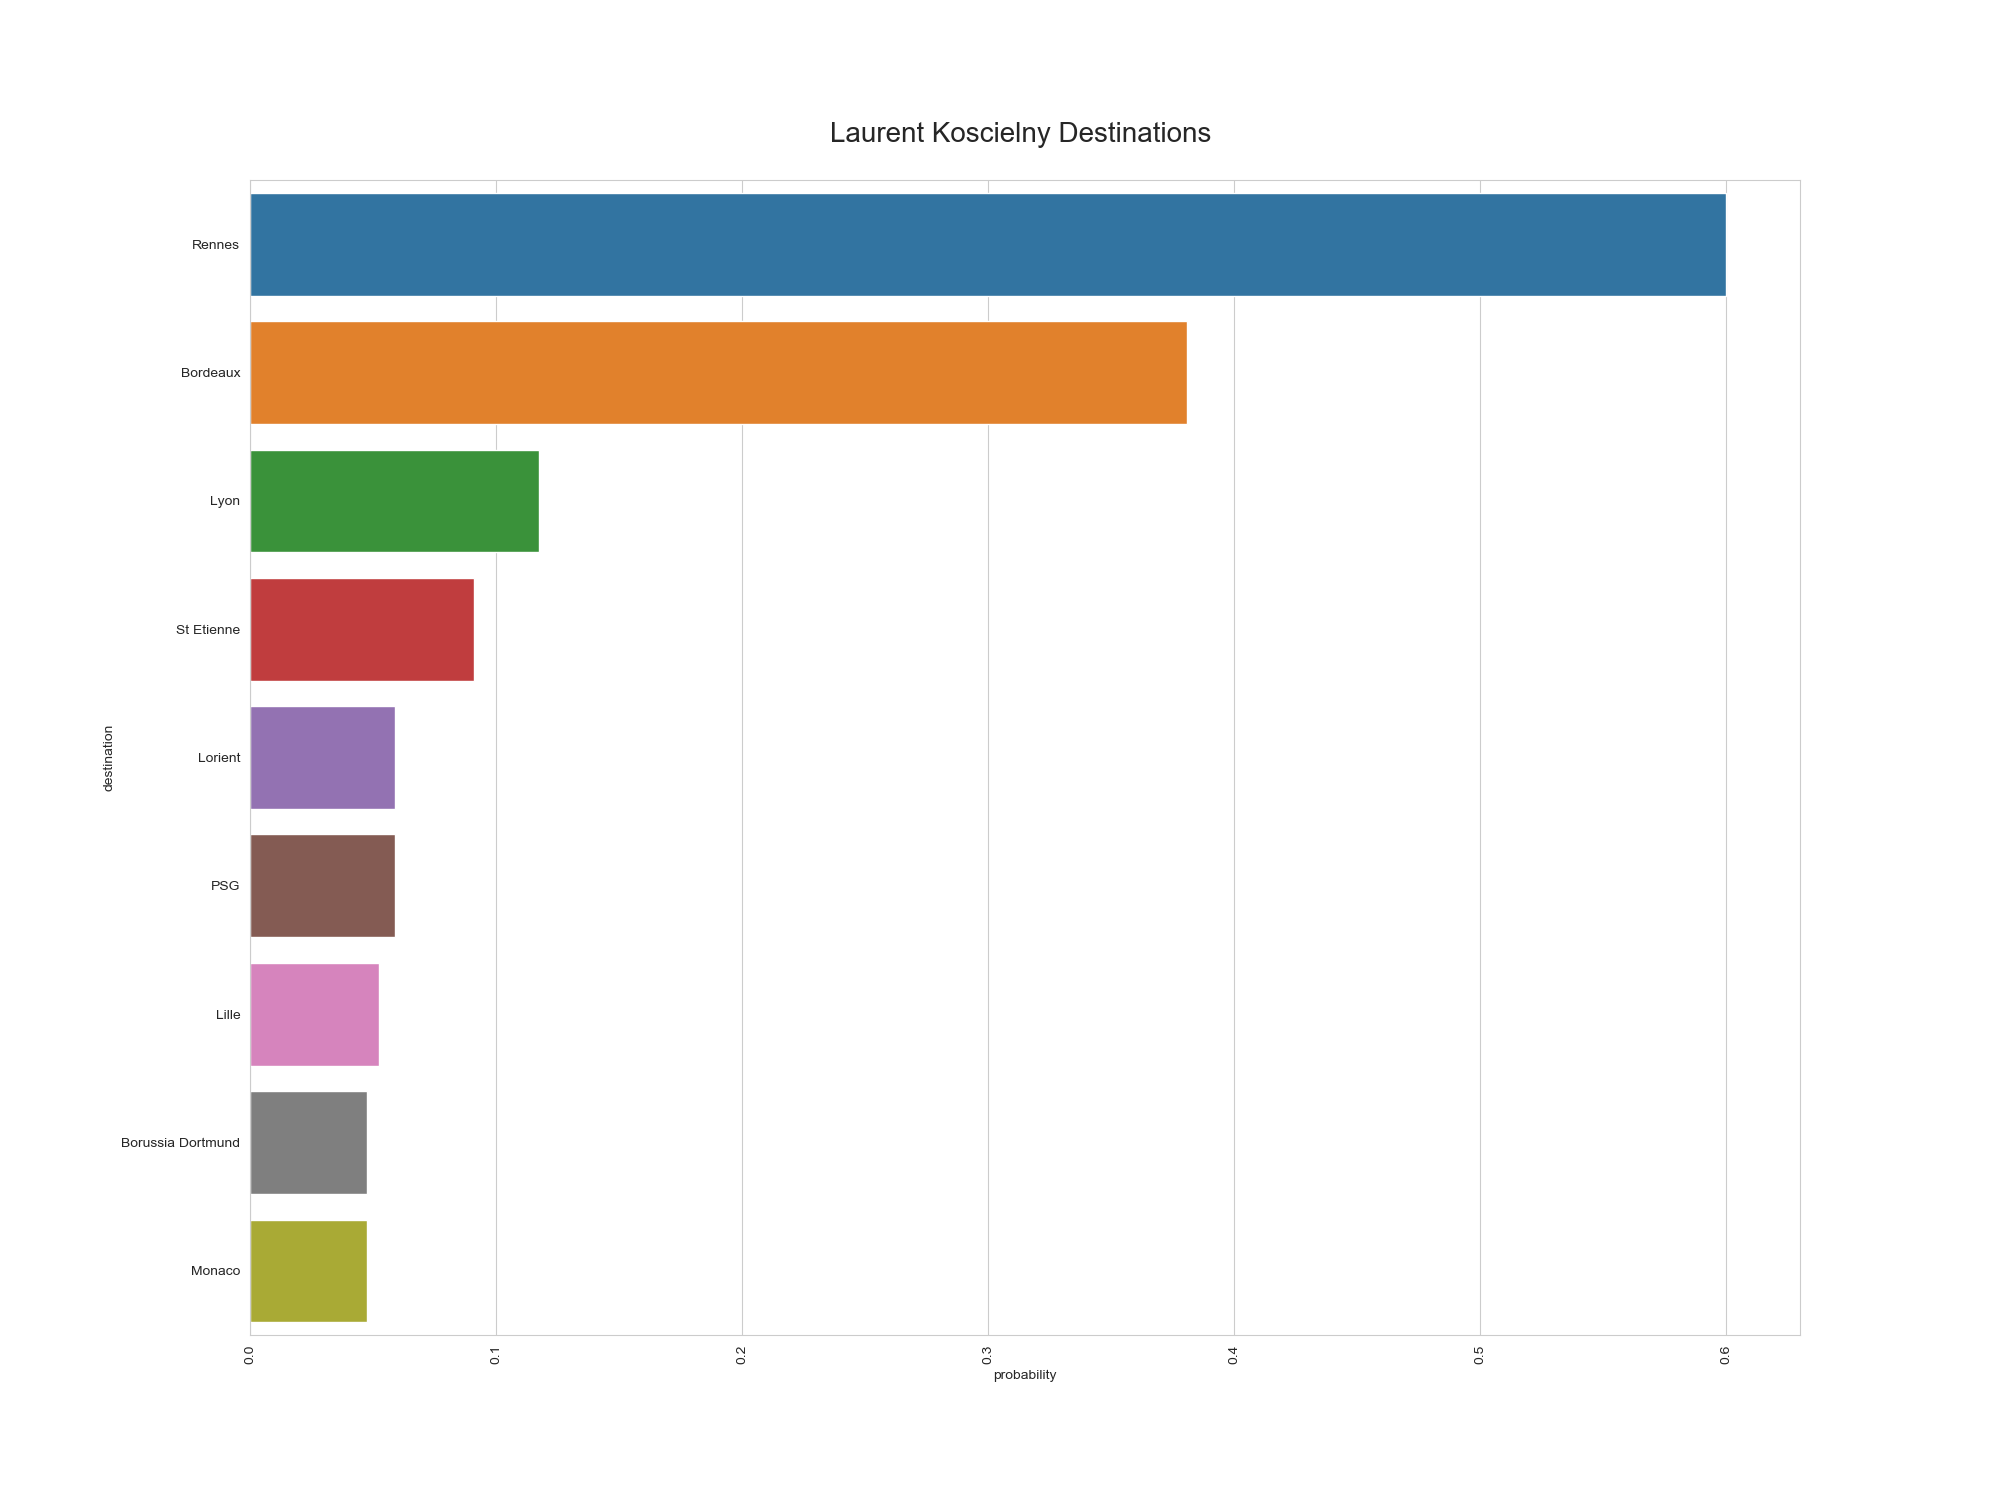 Laurent Koscielny Destinations
Rennes
Bordeaux
Lyon
St Etienne
Lorient
PSG
Lille
Borussia Dortmund
Monaco
destination
0.0
0.1
0.2
0.3
0.4
0.5
0.6
probability